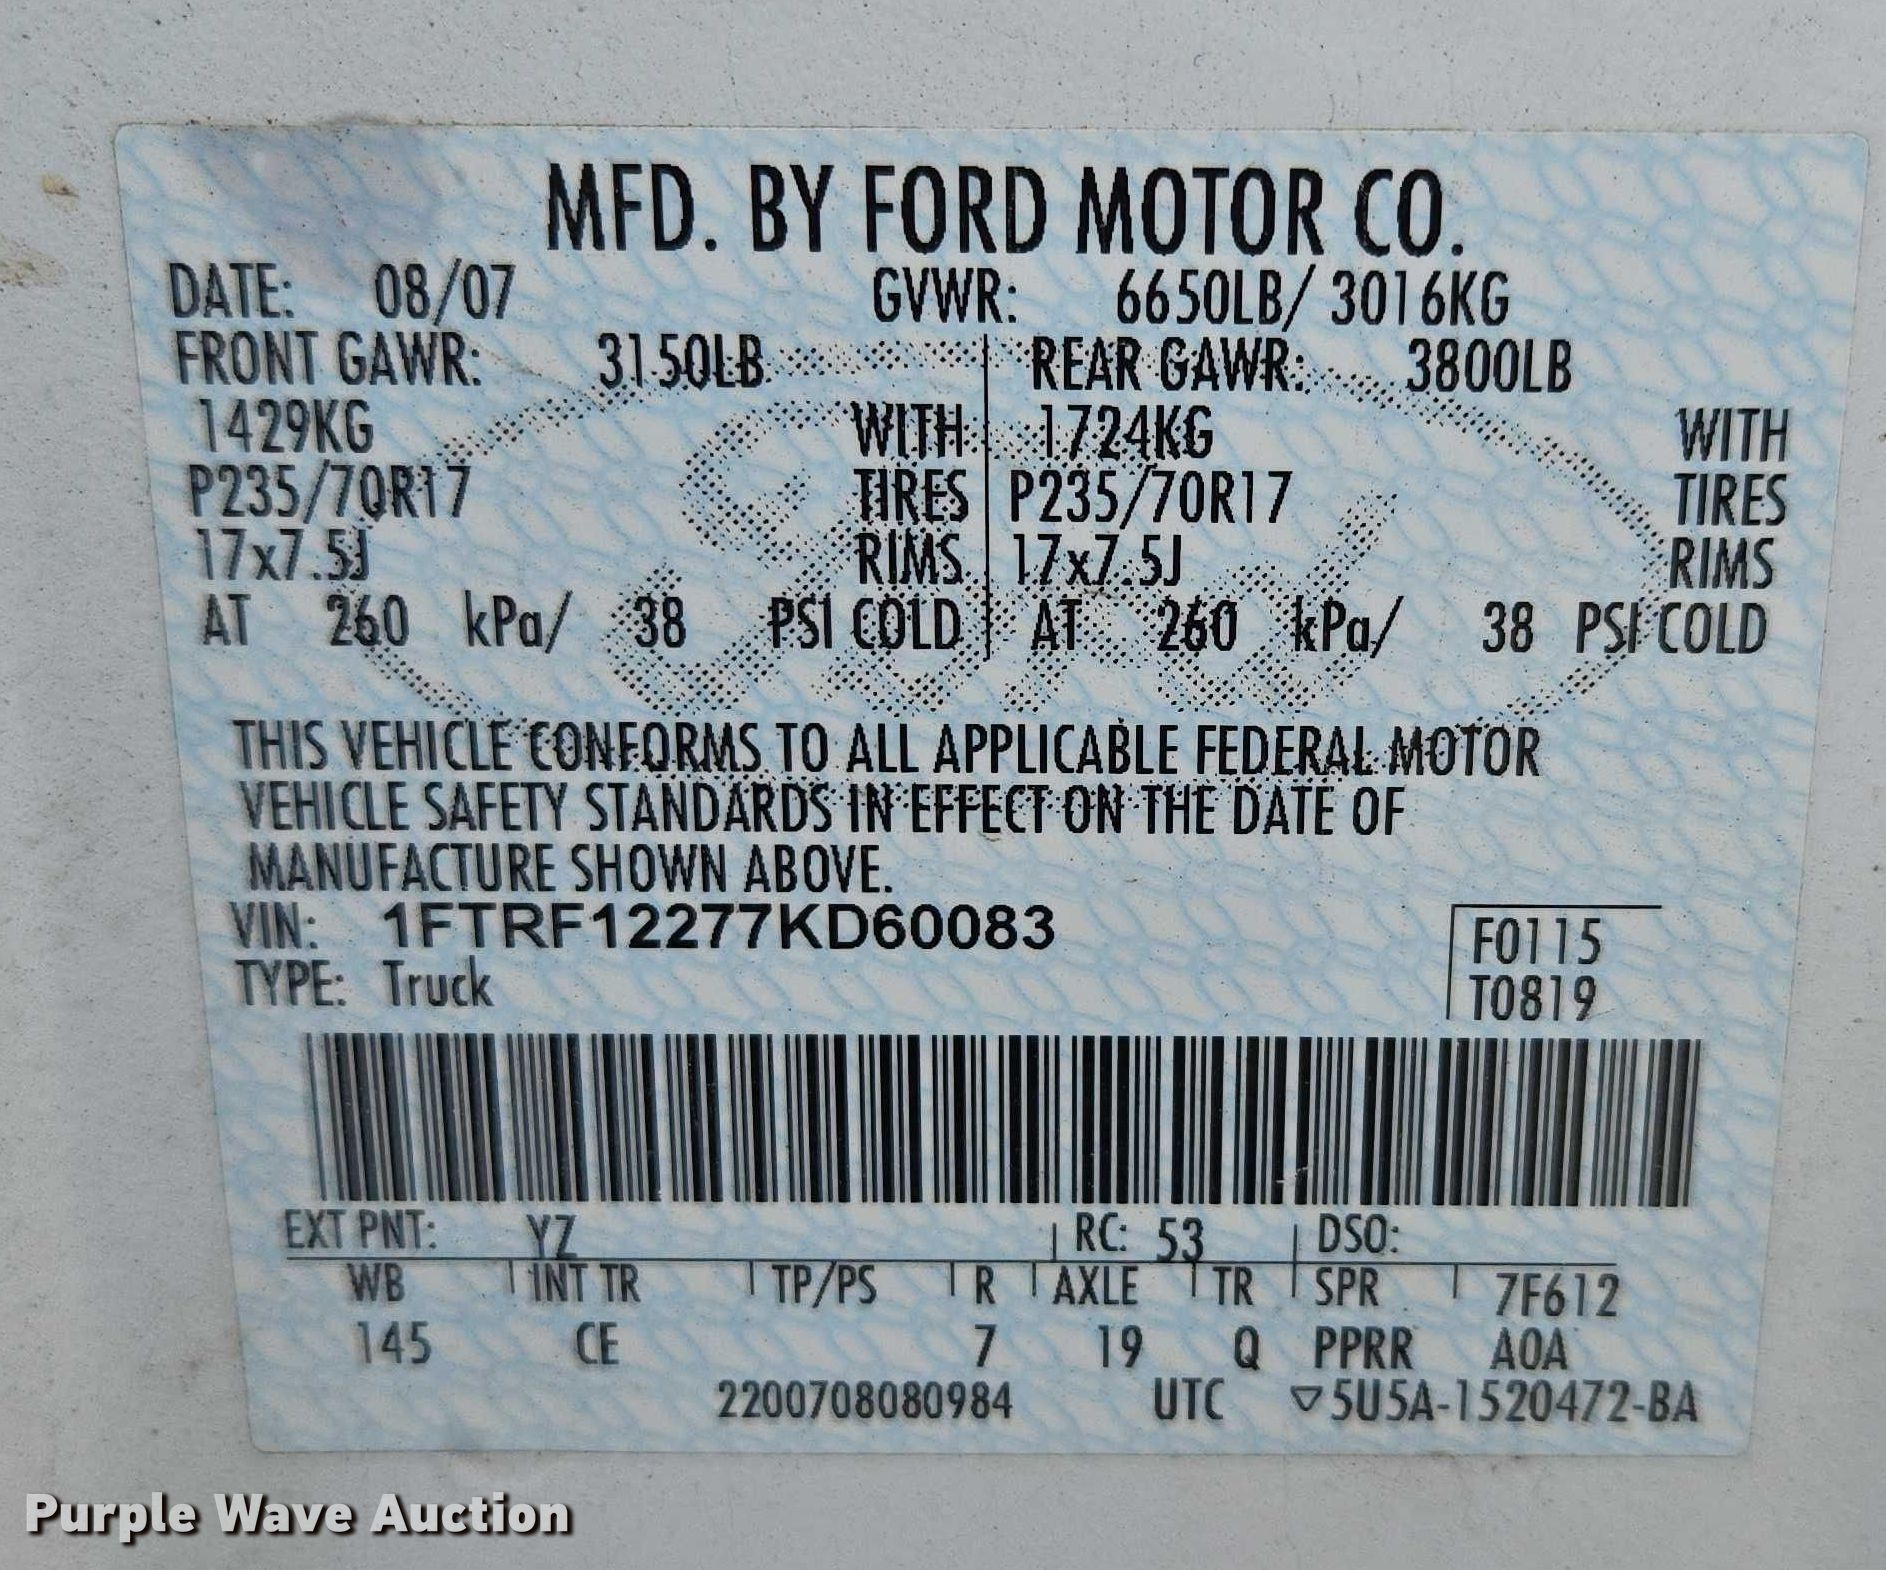 MFD. BY FORD MOTOR CO.
DATE: 08/07 GVWR: 6650LB/ 3016KG
FRONT GAWR: 3150LB REAR GAWR: 3800LB
1429KG WITH 1724KG WITH
P235/70R17 TIRES P235/70R17 TIRES
17x7.5J RIMS 17x7.5J RIMS
AT 260 kPa/ 38 PSI COLD AT 260 kPa/ 38 PSI COLD
THIS VEHICLE CONFORMS TO ALL APPLICABLE FEDERAL MOTOR
VEHICLE SAFETY STANDARDS IN EFFECT ON THE DATE OF
MANUFACTURE SHOWN ABOVE.
VIN: 1FTRF12277KD60083 F0115
TYPE: Truck T0819
EXT PNT: YZ RC: 53 DSO:
WB INT TR TP/PS R AXLE TR SPR 7F612
145 CE 7 19 Q PPRR AOA
2200708080984 UTC ▽5U5A-1520472-BA
Purple Wave Auction